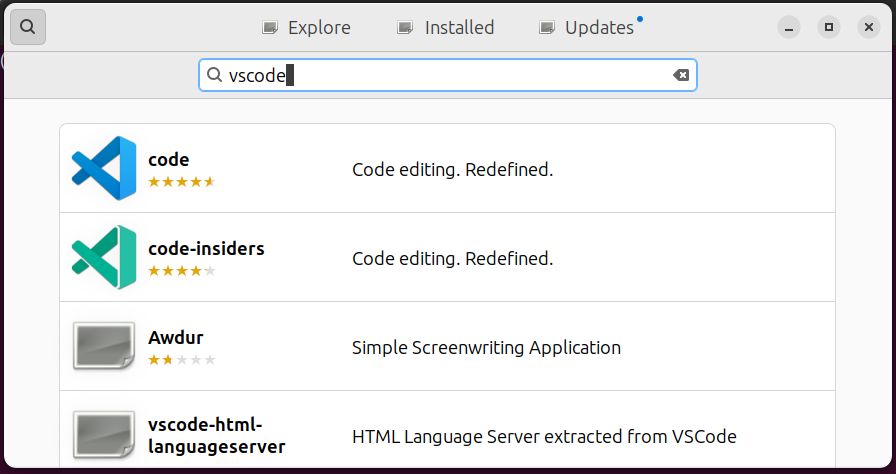 Explore
Installed
Updates
vscode
code
Code editing. Redefined.
code-insiders
Code editing. Redefined.
Awdur
Simple Screenwriting Application
vscode-html-
languageserver
HTML Language Server extracted from VSCode